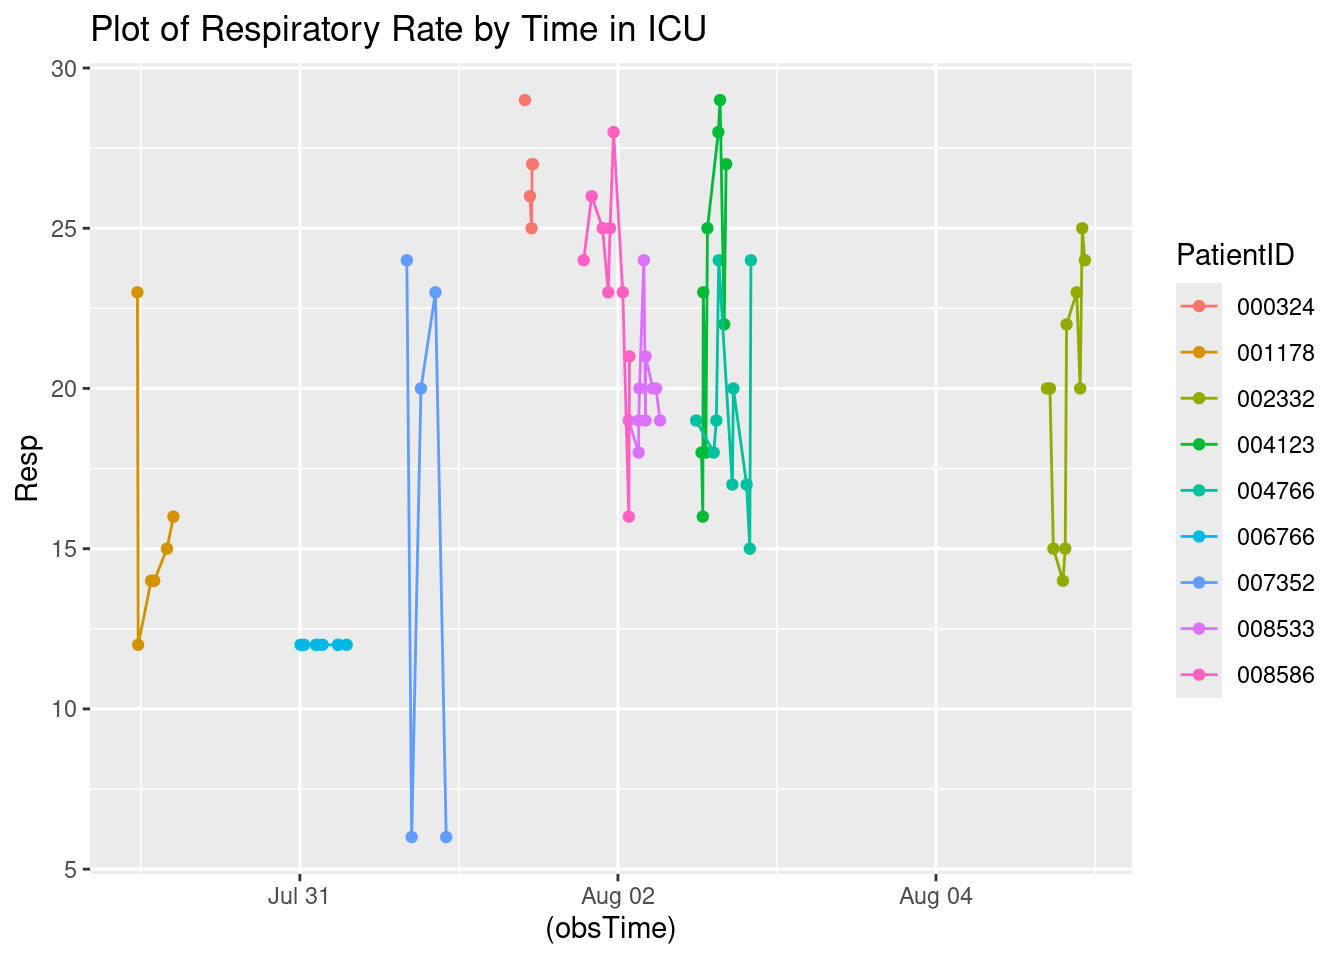 Plot of Respiratory Rate by Time in ICU
30
25
20
15
10
5
Resp
Jul 31
Aug 02
Aug 04
(obsTime)
PatientID
000324
001178
002332
004123
004766
006766
007352
008533
008586